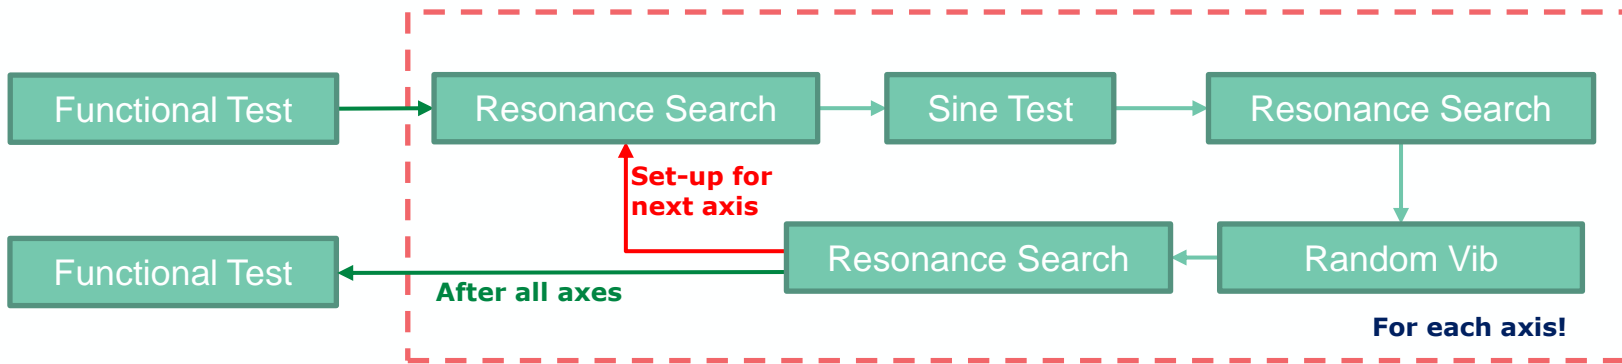 Functional Test
Resonance Search
Sine Test
Resonance Search
Set-up for
next axis
Functional Test
After all axes
Resonance Search
Random Vib
For each axis!